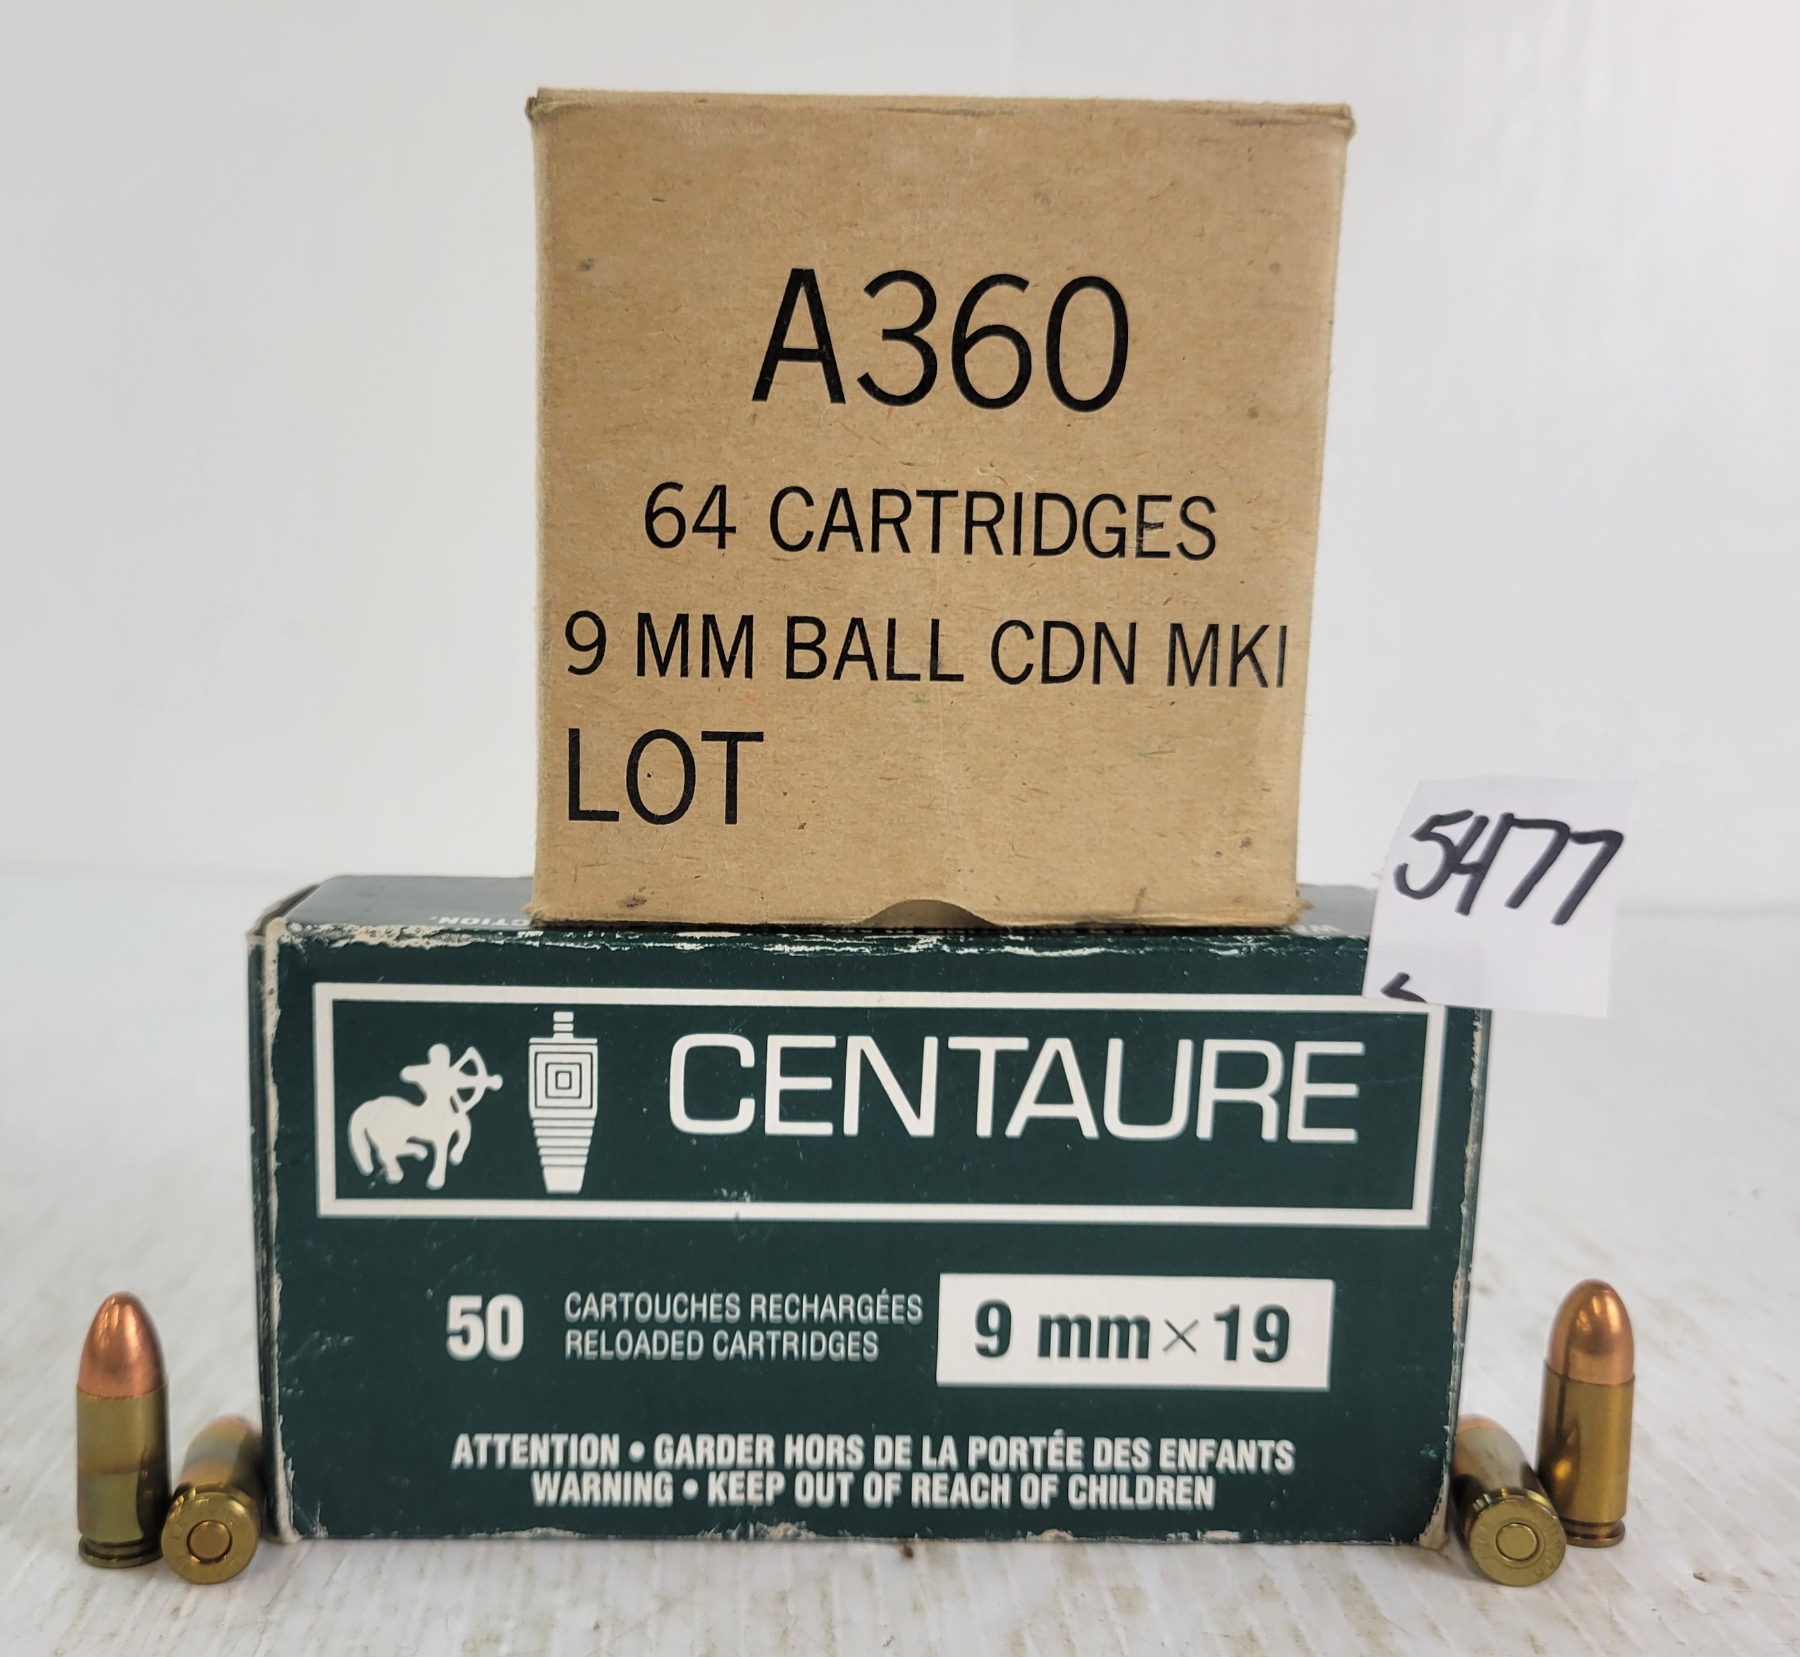 A360
64 CARTRIDGES
9 MM BALL CDN MKI
LOT
5477
CENTAURE
50 CARTOUCHES RECHARGÉES
RELOADED CARTRIDGES
9 mm×19
ATTENTION • GARDER HORS DE LA PORTÉE DES ENFANTS
WARNING • KEEP OUT OF REACH OF CHILDREN